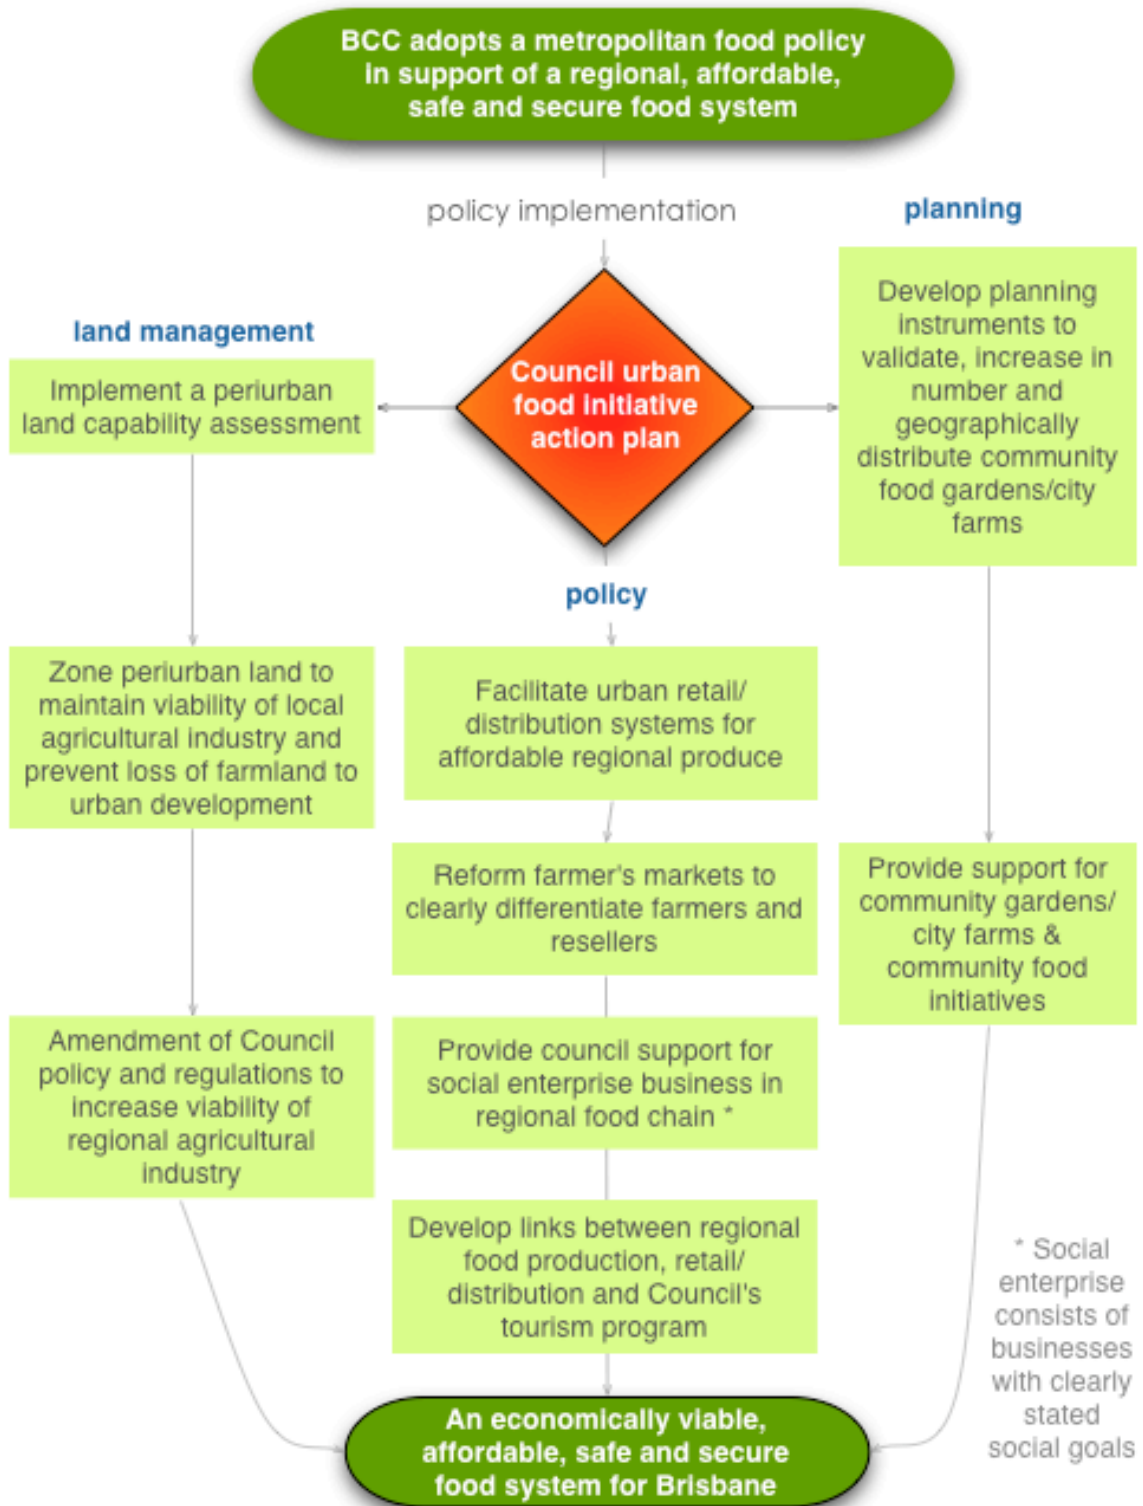 BCC adopts a metropolitan food policy
in support of a regional, affordable,
safe and secure food system
policy implementation
planning
land management
Council urban
food initiative
action plan
Implement a periurban
land capability assessment
Develop planning
instruments to
validate, increase in
number and
geographically
distribute community
food gardens/city
farms
policy
Zone periurban land to
maintain viability of local
agricultural industry and
prevent loss of farmland to
urban development
Facilitate urban retail/
distribution systems for
affordable regional produce
Reform farmer's markets to
clearly differentiate farmers and
resellers
Provide support for
community gardens/
city farms &
community food
initiatives
Amendment of Council
policy and regulations to
increase viability of
regional agricultural
industry
Provide council support for
social enterprise business in
regional food chain *
Develop links between regional
food production, retail/
distribution and Council's
tourism program
* Social
enterprise
consists of
businesses
with clearly
stated
social goals
An economically viable,
affordable, safe and secure
food system for Brisbane